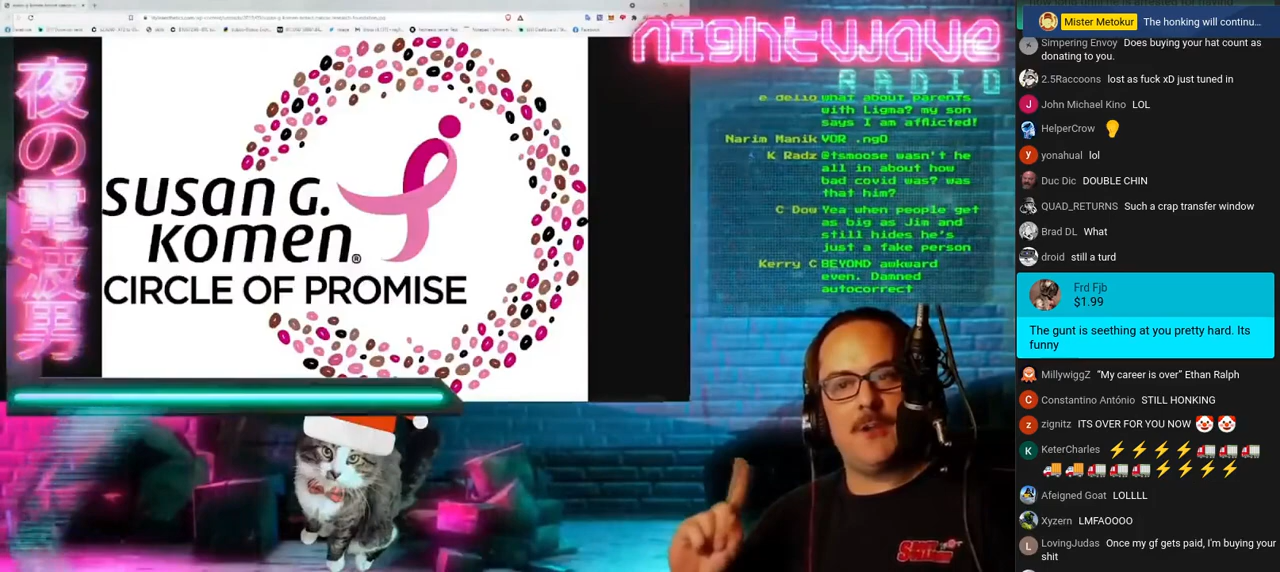 夜の電波男
susan g.
komen®
CIRCLE OF PROMISE
nightwave
RADIO
e dello what about parents
with Ligma? my son
says I am afflicted!
Narim Manik VOR .ngO
K Radz @tsmoose wasn't he
all in about how
bad covid was? was
that him?
C Dow Yea when people get
as big as Jim and
still hides he's
just a fake person
Kerry C BEYOND awkward
even. Damned
autocorrect
Mister Metokur The honking will continu...
Simpering Envoy Does buying your hat count as
donating to you.
2.5Raccoons lost as fuck xD just tuned in
John Michael Kino LOL
HelperCrow
yonahual lol
Duc Dic DOUBLE CHIN
QUAD_RETURNS Such a crap transfer window
Brad DL What
droid still a turd
Frd Fjb
$1.99
The gunt is seething at you pretty hard. Its
funny
MillywiggZ “My career is over” Ethan Ralph
Constantino António STILL HONKING
zignitz ITS OVER FOR YOU NOW 🤡 🤡
KeterCharles ⚡⚡⚡⚡🚛🚛🚛
🚚🚚🚛🚛🚛⚡⚡⚡⚡
Afeigned Goat LOLLLL
Xyzern LMFAOOOO
LovingJudas Once my gf gets paid, I'm buying your
shit